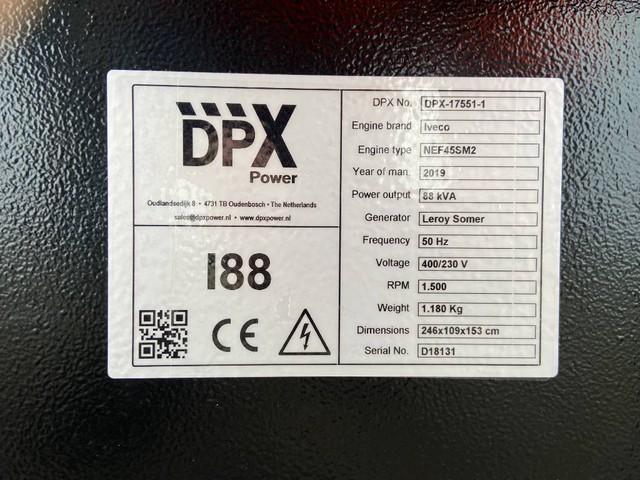 DPX
Power
Oudlandsedijk 8 • 4731 TB Oudenbosch • The Netherlands
sales@dpxpower.nl • www.dpxpower.nl
I88
CE
DPX No. DPX-17551-1
Engine brand Iveco
Engine type NEF45SM2
Year of man. 2019
Power output 88 kVA
Generator Leroy Somer
Frequency 50 Hz
Voltage 400/230 V
RPM 1.500
Weight 1.180 Kg
Dimensions 246x109x153 cm
Serial No. D18131